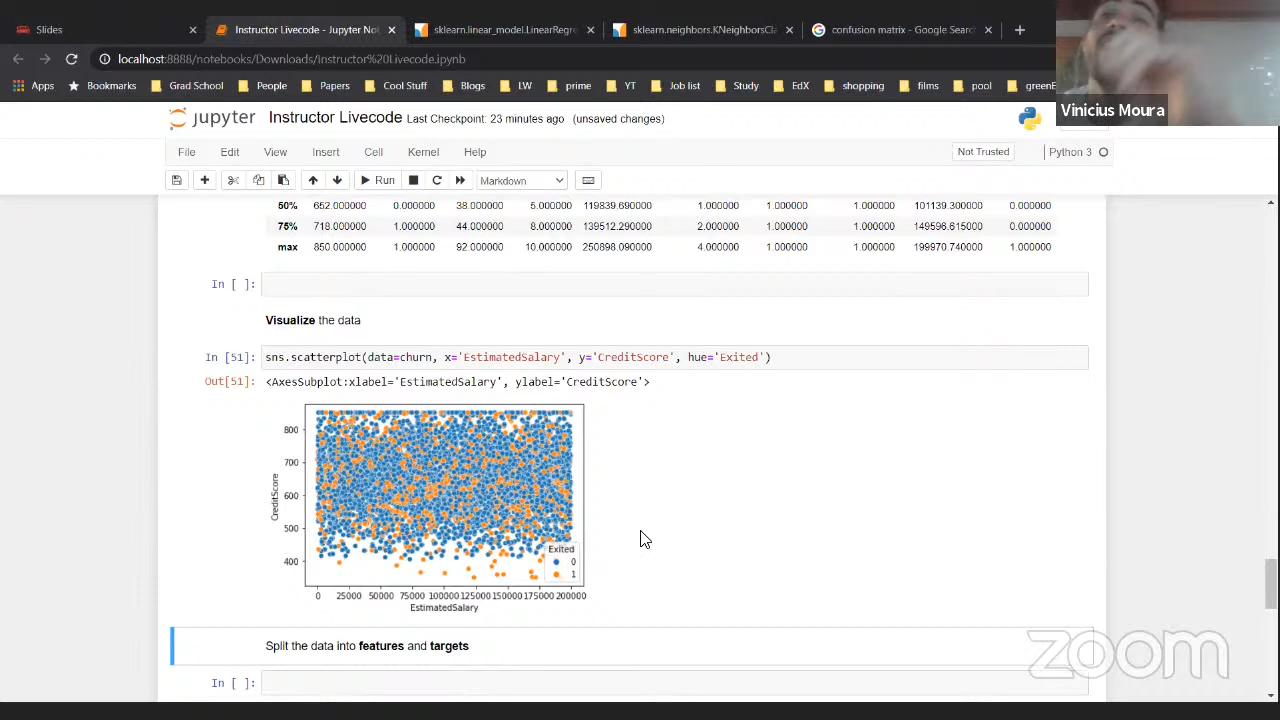 Slides
Instructor Livecode - Jupyter Not
sklearn.linear_model.LinearRegre
sklearn.neighbors.KNeighborsCla
confusion matrix - Google Search
localhost:8888/notebooks/Downloads/Instructor%20Livecode.ipynb
Apps
Bookmarks
Grad School
People
Papers
Cool Stuff
Blogs
LW
prime
YT
Job list
Study
EdX
shopping
films
pool
greenE
Vinicius Moura
jupyter Instructor Livecode Last Checkpoint: 23 minutes ago (unsaved changes)
File Edit View Insert Cell Kernel Help
Not Trusted
Python 3
Run
Markdown
50% 652.000000 0.000000 38.000000 5.000000 119839.690000 1.000000 1.000000 1.000000 101139.300000 0.000000
75% 718.000000 1.000000 44.000000 8.000000 139512.290000 2.000000 1.000000 1.000000 149596.615000 0.000000
max 850.000000 1.000000 92.000000 10.000000 250898.090000 4.000000 1.000000 1.000000 199970.740000 1.000000
In [ ]:
Visualize the data
In [51]: sns.scatterplot(data=churn, x='EstimatedSalary', y='CreditScore', hue='Exited')
Out[51]: <AxesSubplot:xlabel='EstimatedSalary', ylabel='CreditScore'>
800
700
600
500
400
CreditScore
Exited
0
1
0 25000 50000 75000 100000 125000 150000 175000 200000
EstimatedSalary
Split the data into features and targets
In [ ]:
zoom